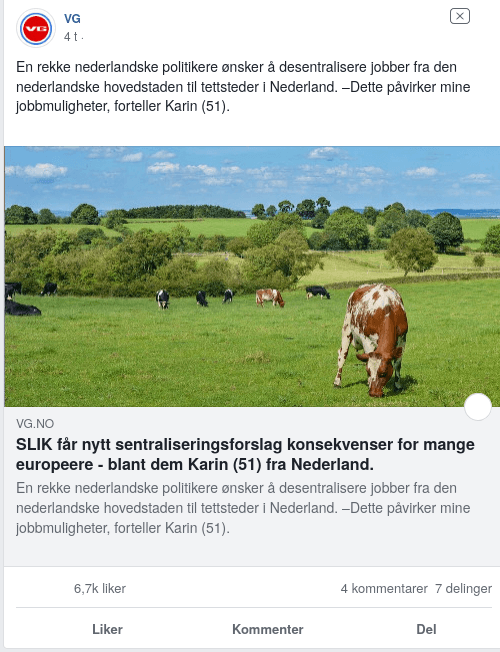 VG
VG
4 t ·
En rekke nederlandske politikere ønsker å desentralisere jobber fra den
nederlandske hovedstaden til tettsteder i Nederland. –Dette påvirker mine
jobbmuligheter, forteller Karin (51).
VG.NO
SLIK får nytt sentraliseringsforslag konsekvenser for mange
europeere - blant dem Karin (51) fra Nederland.
En rekke nederlandske politikere ønsker å desentralisere jobber fra den
nederlandske hovedstaden til tettsteder i Nederland. –Dette påvirker mine
jobbmuligheter, forteller Karin (51).
6,7k liker 4 kommentarer 7 delinger
Liker Kommenter Del